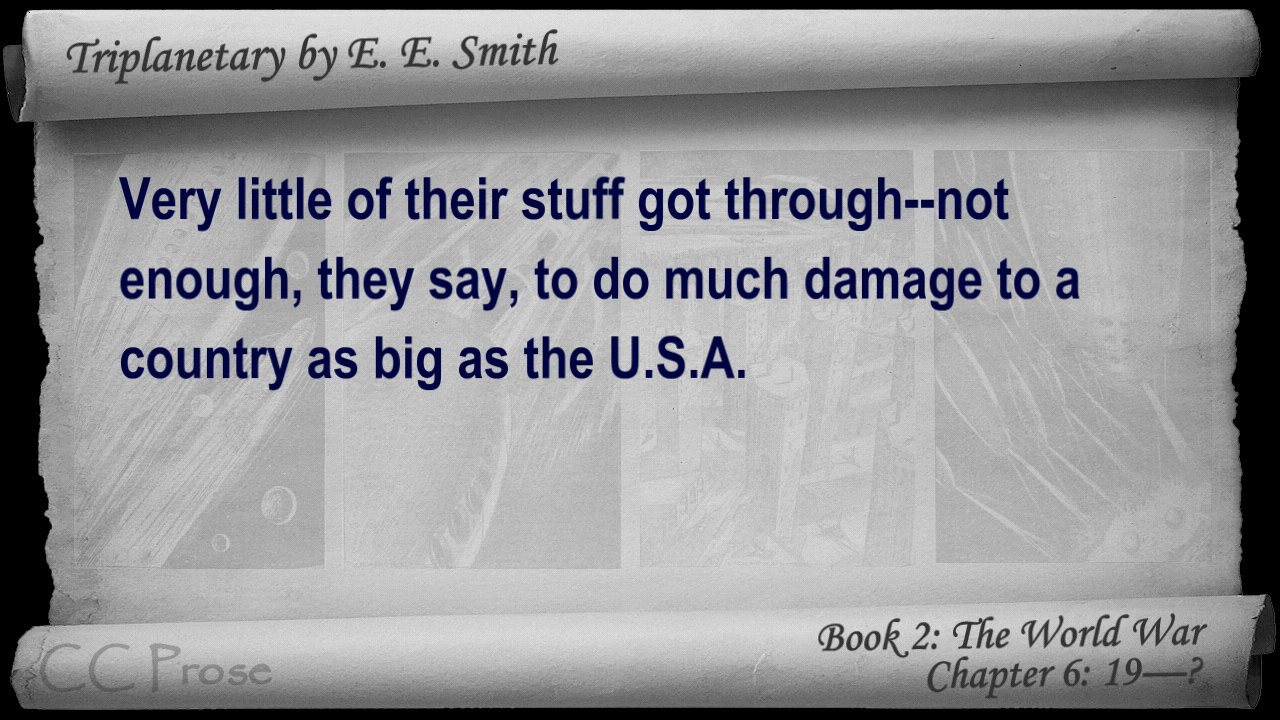 Triplanetary by E. E. Smith
Very little of their stuff got through--not
enough, they say, to do much damage to a
country as big as the U.S.A.
Book 2: The World War
Chapter 6: 19—–?
CC Prose